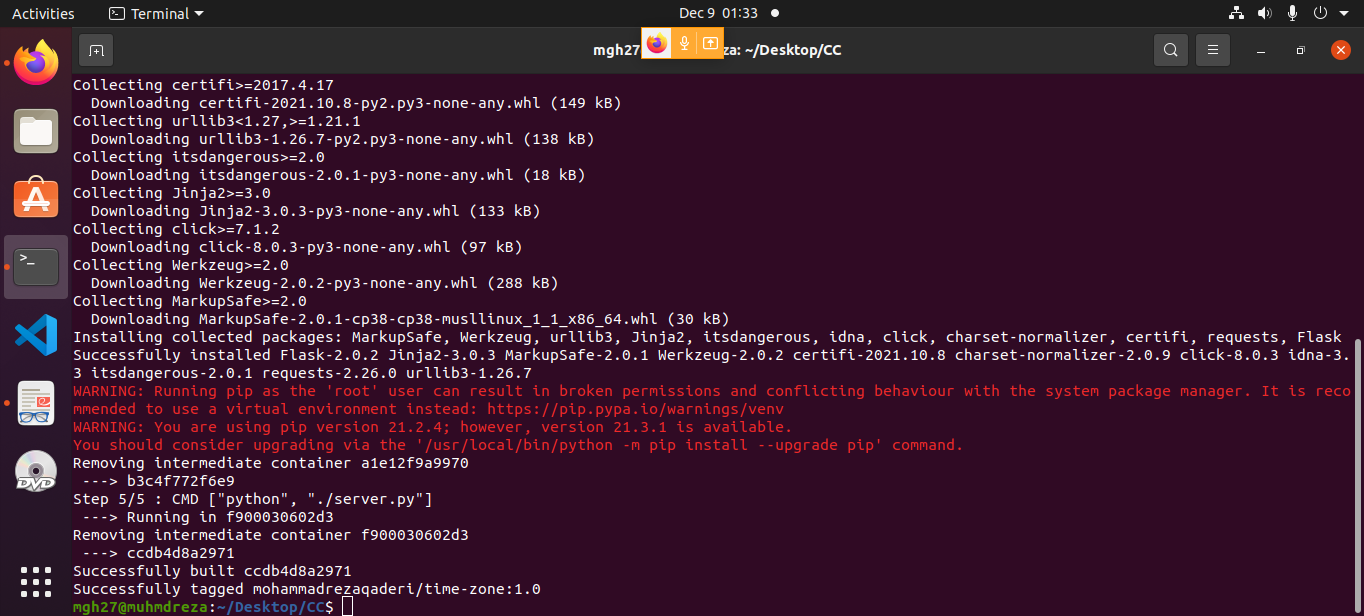 Activities
Terminal
Dec 9 01:33
mgh27
za: ~/Desktop/CC
Collecting certifi>=2017.4.17
  Downloading certifi-2021.10.8-py2.py3-none-any.whl (149 kB)
Collecting urllib3<1.27,>=1.21.1
  Downloading urllib3-1.26.7-py2.py3-none-any.whl (138 kB)
Collecting itsdangerous>=2.0
  Downloading itsdangerous-2.0.1-py3-none-any.whl (18 kB)
Collecting Jinja2>=3.0
  Downloading Jinja2-3.0.3-py3-none-any.whl (133 kB)
Collecting click>=7.1.2
  Downloading click-8.0.3-py3-none-any.whl (97 kB)
Collecting Werkzeug>=2.0
  Downloading Werkzeug-2.0.2-py3-none-any.whl (288 kB)
Collecting MarkupSafe>=2.0
  Downloading MarkupSafe-2.0.1-cp38-cp38-musllinux_1_1_x86_64.whl (30 kB)
Installing collected packages: MarkupSafe, Werkzeug, urllib3, Jinja2, itsdangerous, idna, click, charset-normalizer, certifi, requests, Flask
Successfully installed Flask-2.0.2 Jinja2-3.0.3 MarkupSafe-2.0.1 Werkzeug-2.0.2 certifi-2021.10.8 charset-normalizer-2.0.9 click-8.0.3 idna-3.
3 itsdangerous-2.0.1 requests-2.26.0 urllib3-1.26.7
WARNING: Running pip as the 'root' user can result in broken permissions and conflicting behaviour with the system package manager. It is reco
mmended to use a virtual environment instead: https://pip.pypa.io/warnings/venv
WARNING: You are using pip version 21.2.4; however, version 21.3.1 is available.
You should consider upgrading via the '/usr/local/bin/python -m pip install --upgrade pip' command.
Removing intermediate container a1e12f9a9970
 ---> b3c4f772f6e9
Step 5/5 : CMD ["python", "./server.py"]
 ---> Running in f900030602d3
Removing intermediate container f900030602d3
 ---> ccdb4d8a2971
Successfully built ccdb4d8a2971
Successfully tagged mohammadrezaqaderi/time-zone:1.0
mgh27@muhmdreza:~/Desktop/CC$
>_
DVD